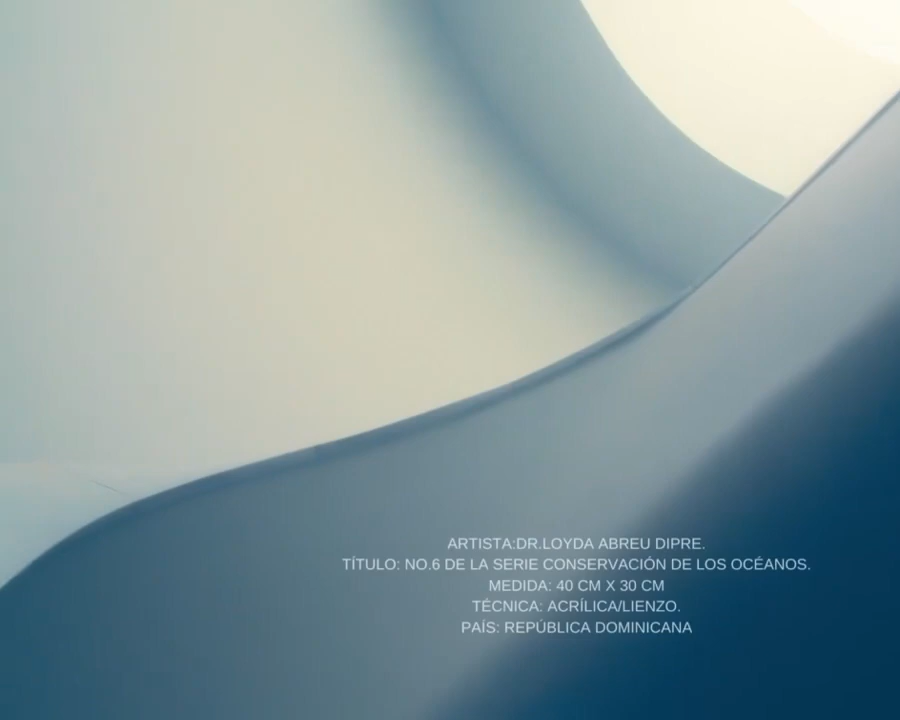 ARTISTA:DR.LOYDA ABREU DIPRE.
TÍTULO: NO.6 DE LA SERIE CONSERVACIÓN DE LOS OCÉANOS.
MEDIDA: 40 CM X 30 CM
TÉCNICA: ACRÍLICA/LIENZO.
PAÍS: REPÚBLICA DOMINICANA